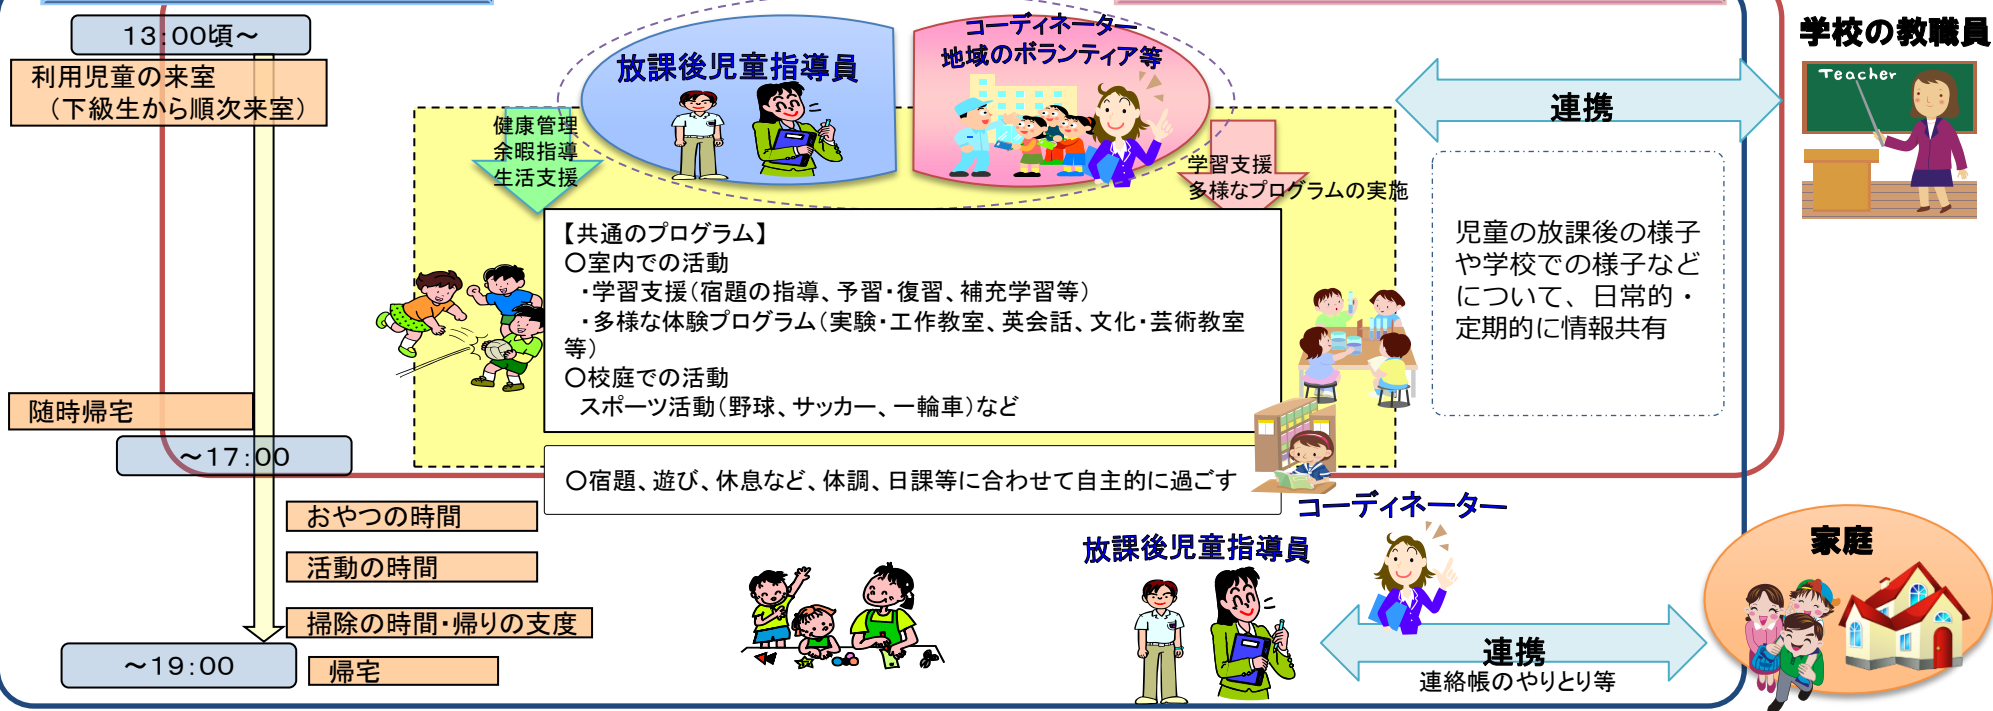 13:00頃～
利用児童の来室
（下級生から順次来室）
随時帰宅
～17:00
おやつの時間
活動の時間
掃除の時間・帰りの支度
～19:00
帰宅
放課後児童指導員
コーディネーター
地域のボランティア等
健康管理
余暇指導
生活支援
学習支援
多様なプログラムの実施
【共通のプログラム】
○室内での活動
・学習支援（宿題の指導、予習・復習、補充学習等）
・多様な体験プログラム（実験・工作教室、英会話、文化・芸術教室
等）
○校庭での活動
スポーツ活動（野球、サッカー、一輪車）など
○宿題、遊び、休息など、体調、日課等に合わせて自主的に過ごす
連携
学校の教職員
Teacher
児童の放課後の様子
や学校での様子など
について、日常的・
定期的に情報共有
コーディネーター
放課後児童指導員
連携
連絡帳のやりとり等
家庭